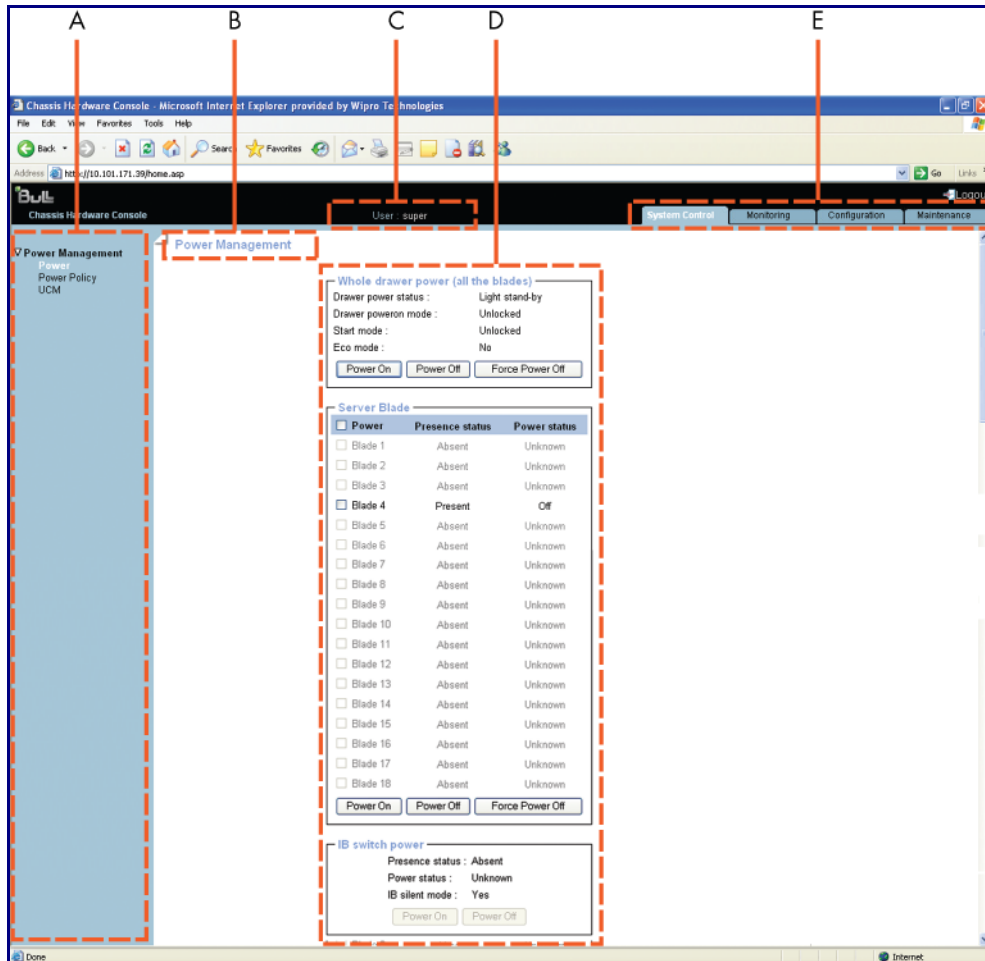 A B C D E
Chassis Hardware Console - Microsoft Internet Explorer provided by Wipro Technologies
File Edit View Favorites Tools Help
Back Search Favorites
Address http://10.101.171.39/home.asp Go Links
Bull Logout
Chassis Hardware Console User : super System Control Monitoring Configuration Maintenance
Power Management
Power
Power Policy
UCM
Power Management
Whole drawer power (all the blades)
Drawer power status : Light stand-by
Drawer poweron mode : Unlocked
Start mode : Unlocked
Eco mode : No
Power On Power Off Force Power Off
Server Blade
Power Presence status Power status
Blade 1 Absent Unknown
Blade 2 Absent Unknown
Blade 3 Absent Unknown
Blade 4 Present Off
Blade 5 Absent Unknown
Blade 6 Absent Unknown
Blade 7 Absent Unknown
Blade 8 Absent Unknown
Blade 9 Absent Unknown
Blade 10 Absent Unknown
Blade 11 Absent Unknown
Blade 12 Absent Unknown
Blade 13 Absent Unknown
Blade 14 Absent Unknown
Blade 15 Absent Unknown
Blade 16 Absent Unknown
Blade 17 Absent Unknown
Blade 18 Absent Unknown
Power On Power Off Force Power Off
IB switch power
Presence status : Absent
Power status : Unknown
IB silent mode : Yes
Power On Power Off
Done Internet